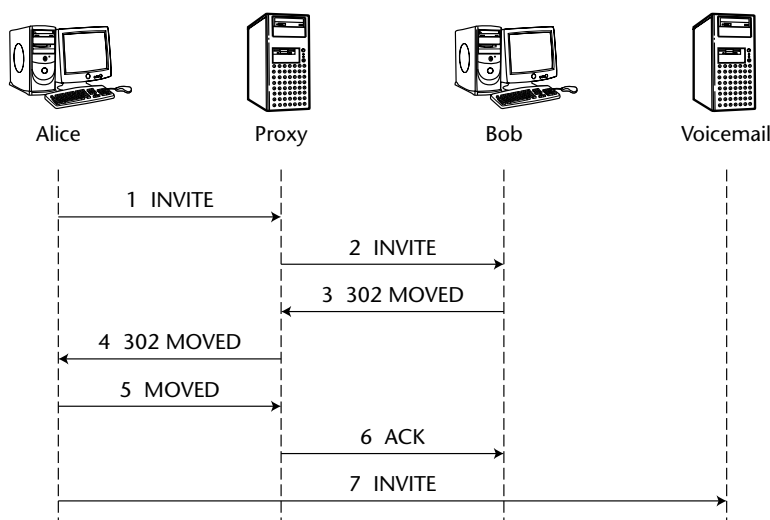 Alice Proxy Bob Voicemail
1 INVITE
2 INVITE
3 302 MOVED
4 302 MOVED
5 MOVED
6 ACK
7 INVITE